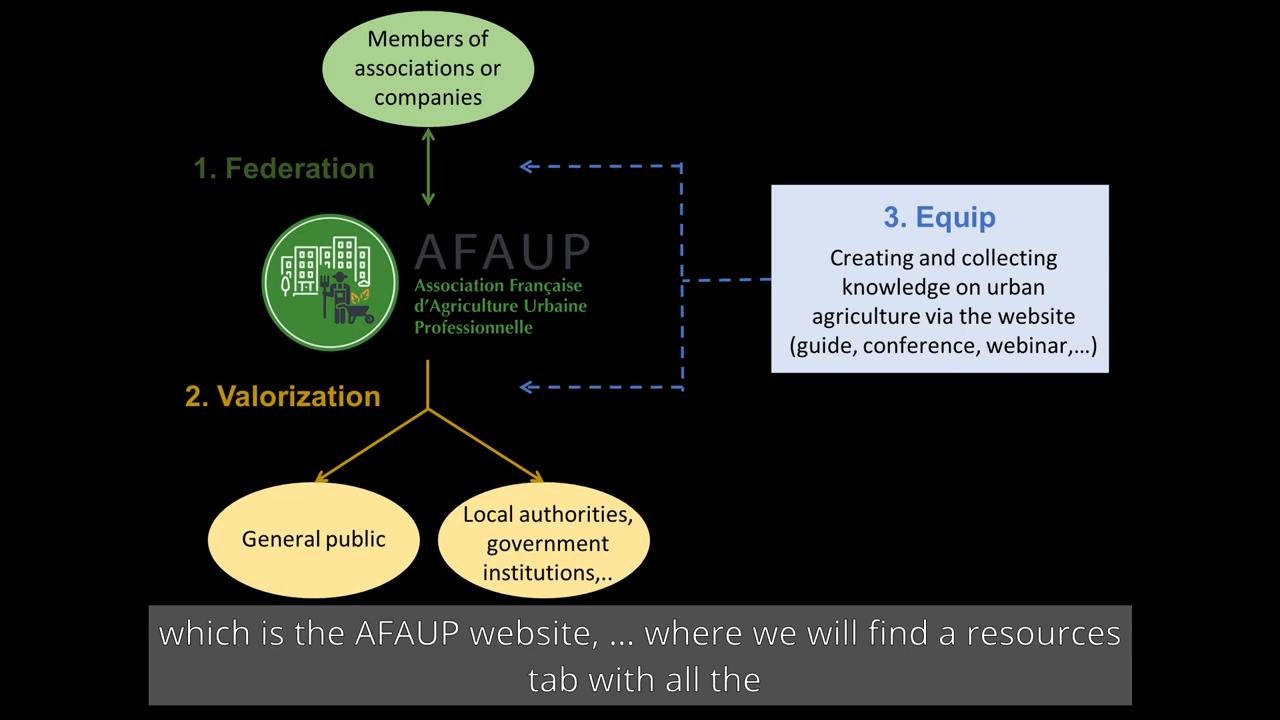 Members of
associations or
companies
1. Federation
AFAUP
Association Française
d'Agriculture Urbaine
Professionnelle
3. Equip
Creating and collecting
knowledge on urban
agriculture via the website
(guide, conference, webinar,...)
2. Valorization
General public
Local authorities,
government
institutions,..
which is the AFAUP website, ... where we will find a resources
tab with all the